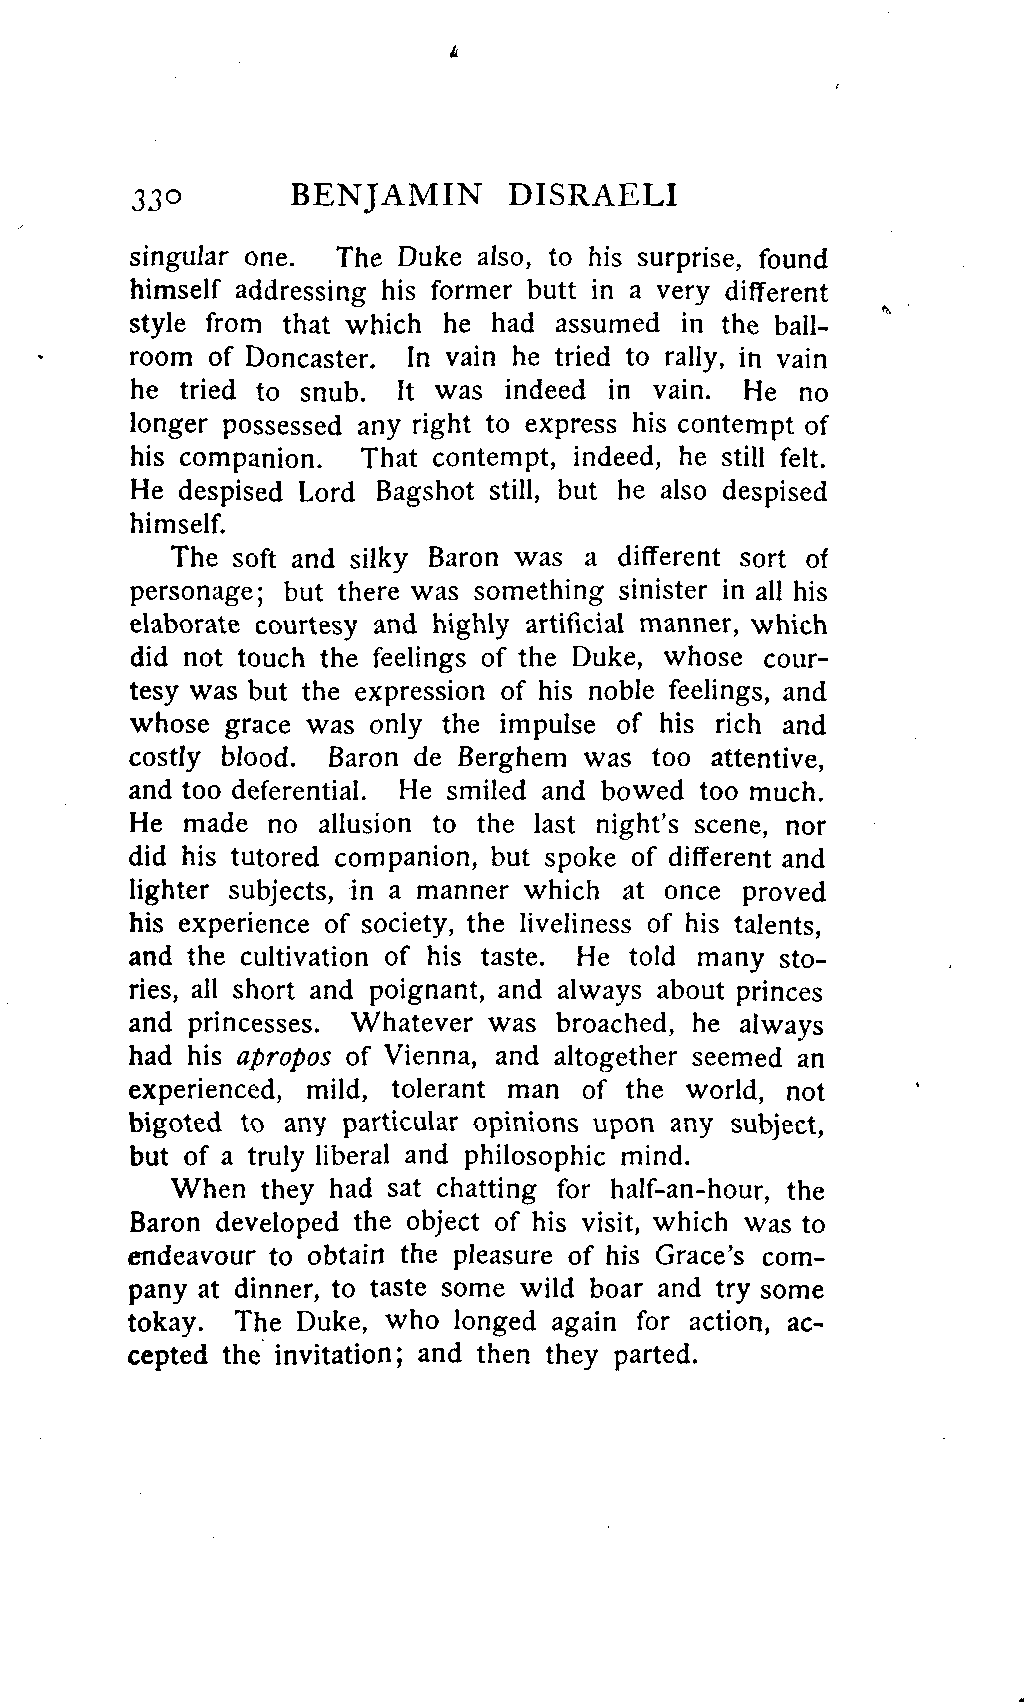 330 BENJAMIN DISRAELI
singular one. The Duke also, to his surprise, found
himself addressing his former butt in a very different
style from that which he had assumed in the ball-
room of Doncaster. In vain he tried to rally, in vain
he tried to snub. It was indeed in vain. He no
longer possessed any right to express his contempt of
his companion. That contempt, indeed, he still felt.
He despised Lord Bagshot still, but he also despised
himself.
The soft and silky Baron was a different sort of
personage; but there was something sinister in all his
elaborate courtesy and highly artificial manner, which
did not touch the feelings of the Duke, whose cour-
tesy was but the expression of his noble feelings, and
whose grace was only the impulse of his rich and
costly blood. Baron de Berghem was too attentive,
and too deferential. He smiled and bowed too much.
He made no allusion to the last night's scene, nor
did his tutored companion, but spoke of different and
lighter subjects, in a manner which at once proved
his experience of society, the liveliness of his talents,
and the cultivation of his taste. He told many sto-
ries, all short and poignant, and always about princes
and princesses. Whatever was broached, he always
had his apropos of Vienna, and altogether seemed an
experienced, mild, tolerant man of the world, not
bigoted to any particular opinions upon any subject,
but of a truly liberal and philosophic mind.
When they had sat chatting for half-an-hour, the
Baron developed the object of his visit, which was to
endeavour to obtain the pleasure of his Grace's com-
pany at dinner, to taste some wild boar and try some
tokay. The Duke, who longed again for action, ac-
cepted the invitation; and then they parted.